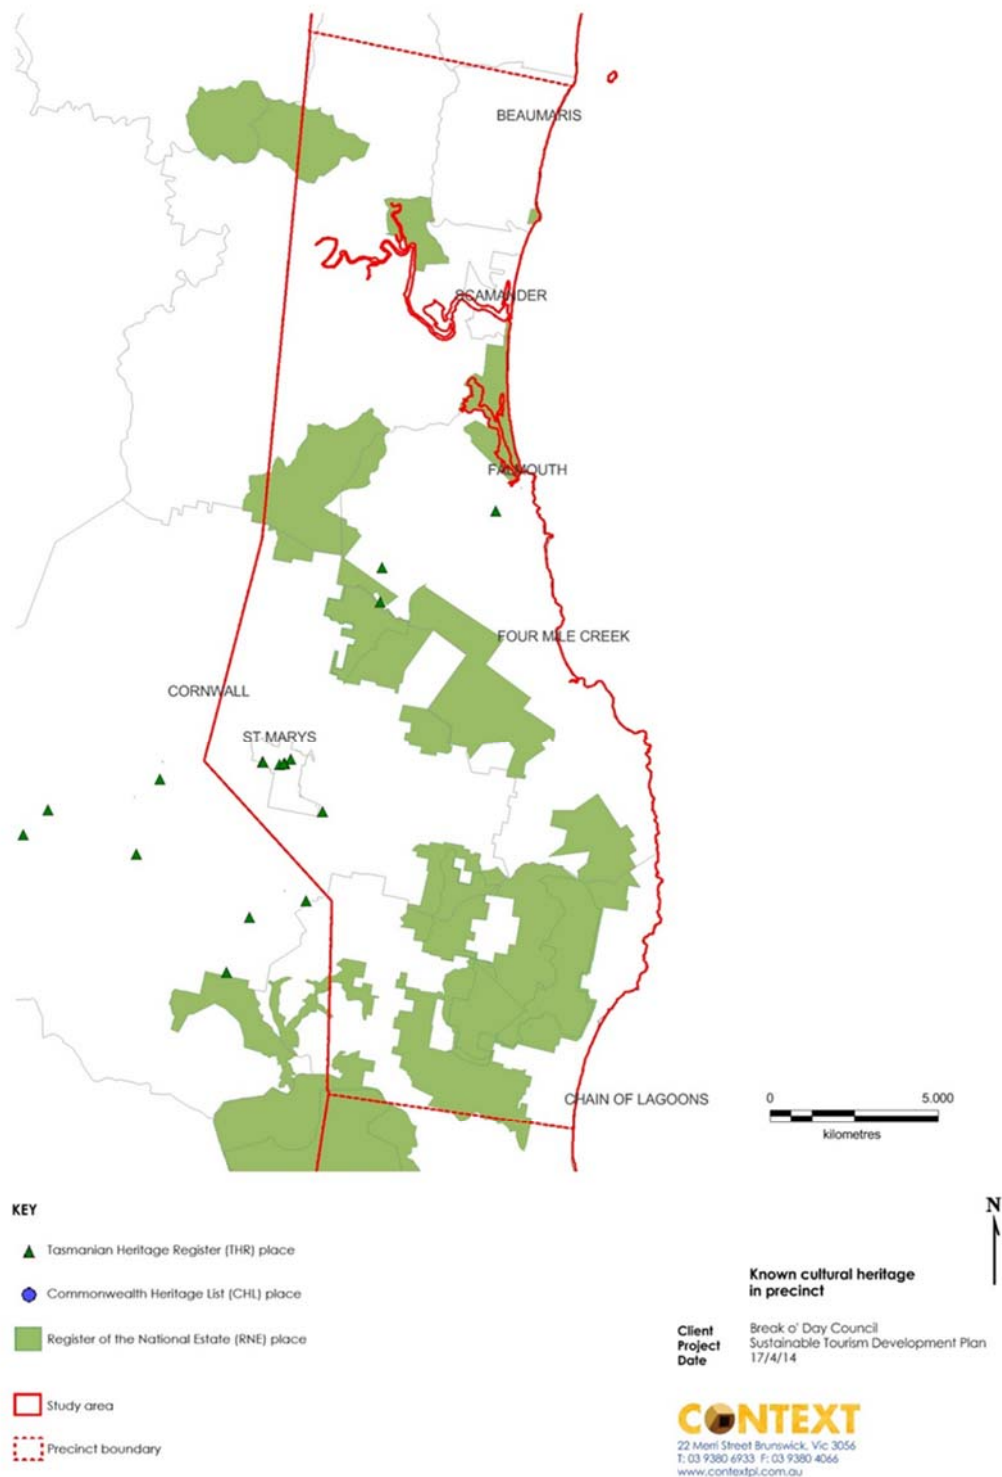 BEAUMARIS
SCAMANDER
FALMOUTH
FOUR MILE CREEK
CORNWALL
ST MARYS
CHAIN OF LAGOONS
0 5.000
kilometres
KEY
Tasmanian Heritage Register (THR) place
Commonwealth Heritage List (CHL) place
Register of the National Estate (RNE) place
Study area
Precinct boundary
N
Known cultural heritage
in precinct
Client Break o' Day Council
Project Sustainable Tourism Development Plan
Date 17/4/14
CONTEXT
22 Merri Street Brunswick, Vic 3056
T: 03 9380 6933 F: 03 9380 4066
www.contextpl.com.au